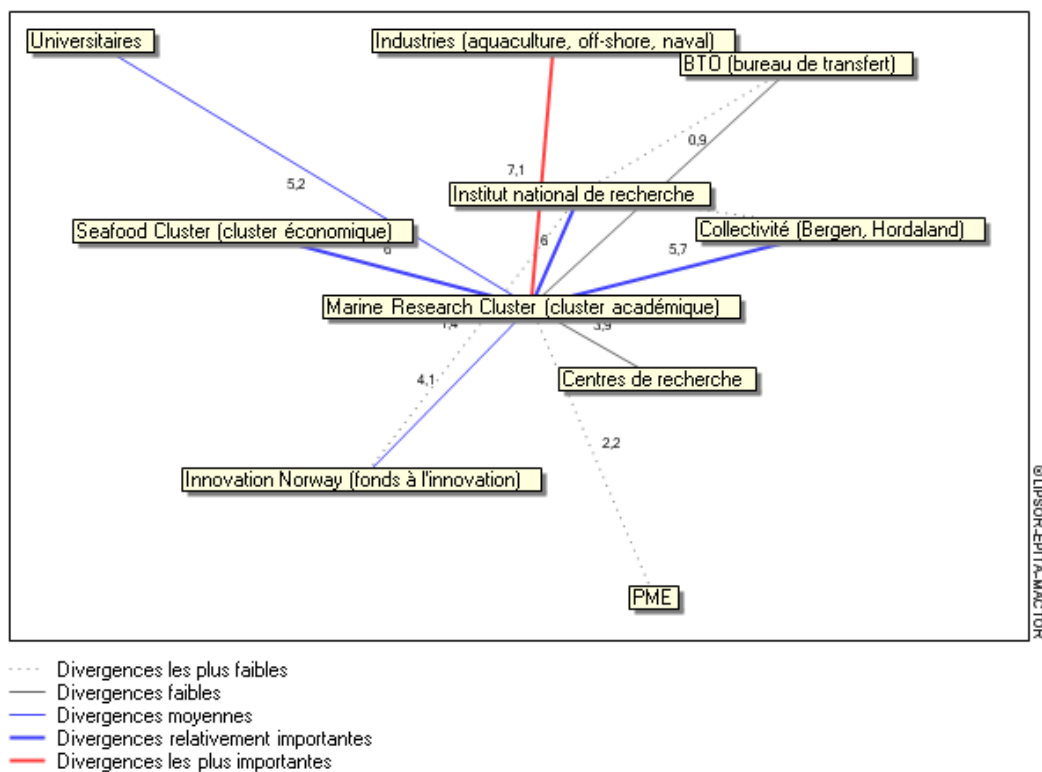 Universitaires
Industries (aquaculture, off-shore, naval)
BTO (bureau de transfert)
0,9
7,1
5,2
Institut national de recherche
Seafood Cluster (cluster économique)
Collectivité (Bergen, Hordaland)
6
6
5,7
Marine Research Cluster (cluster académique)
1,4
3,9
4,1
Centres de recherche
2,2
Innovation Norway (fonds à l'innovation)
PME
©LIPSOR-EPITA-MACTOR
Divergences les plus faibles
Divergences faibles
Divergences moyennes
Divergences relativement importantes
Divergences les plus importantes